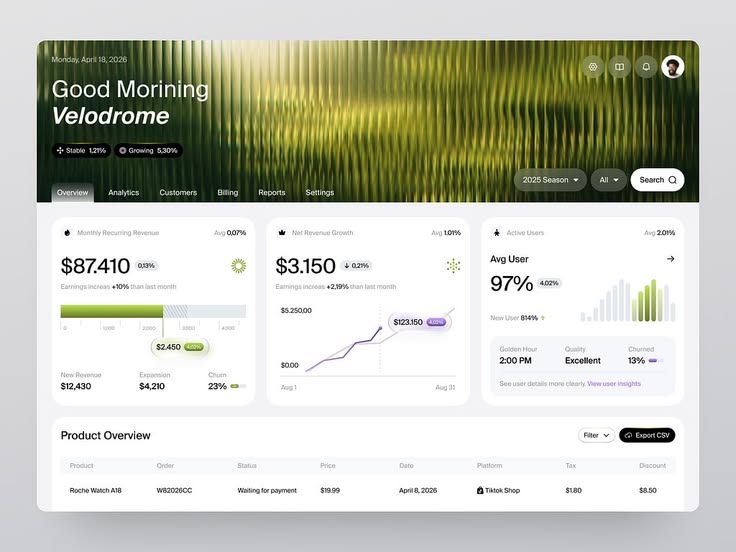 Monday, April 18, 2026
Good Morining
Velodrome
Stable 1,21%
Growing 5,30%
2025 Season
All
Search
Overview
Analytics
Customers
Billing
Reports
Settings
Monthly Recurring Revenue
Avg 0,07%
$87.410
0,13%
Earnings increas +10% than last month
0
1,000
2,000
3,000
4,000
$2.450 4,03%
New Revenue
$12,430
Expansion
$4,210
Churn
23%
Net Revenue Growth
Avg 1.01%
$3.150
0,21%
Earnings increas +2,19% than last month
$5.250,00
$123.150 4,02%
$0.00
Aug 1
Aug 31
Active Users
Avg 2.01%
Avg User
97%
4,02%
New User 814%
Golden Hour
2:00 PM
Quality
Excellent
Churned
13%
See user details more clearly. View user insights
Product Overview
Filter
Export CSV
Product
Order
Status
Price
Date
Platform
Tax
Discount
Roche Watch A18
W82026CC
Waiting for payment
$19.99
April 8, 2026
Tiktok Shop
$1.80
$8.50